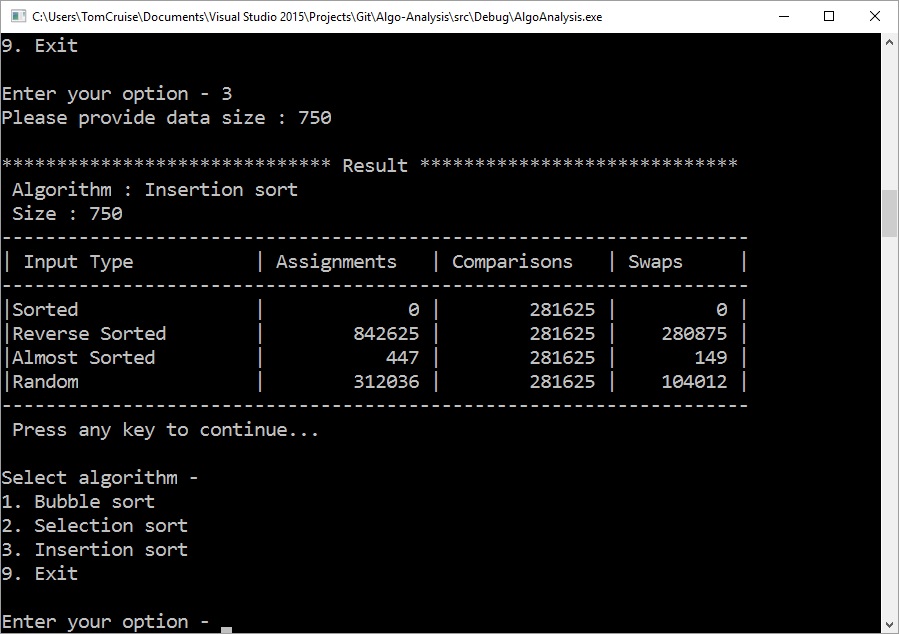 C:\Users\TomCruise\Documents\Visual Studio 2015\Projects\Git\Algo-Analysis\src\Debug\AlgoAnalysis.exe
9. Exit
Enter your option - 3
Please provide data size : 750
****************************** Result *****************************
Algorithm : Insertion sort
Size : 750
--------------------------------------------------------------------
| Input Type | Assignments | Comparisons | Swaps |
--------------------------------------------------------------------
|Sorted | 0 | 281625 | 0 |
|Reverse Sorted | 842625 | 281625 | 280875 |
|Almost Sorted | 447 | 281625 | 149 |
|Random | 312036 | 281625 | 104012 |
--------------------------------------------------------------------
Press any key to continue...
Select algorithm -
1. Bubble sort
2. Selection sort
3. Insertion sort
9. Exit
Enter your option - _